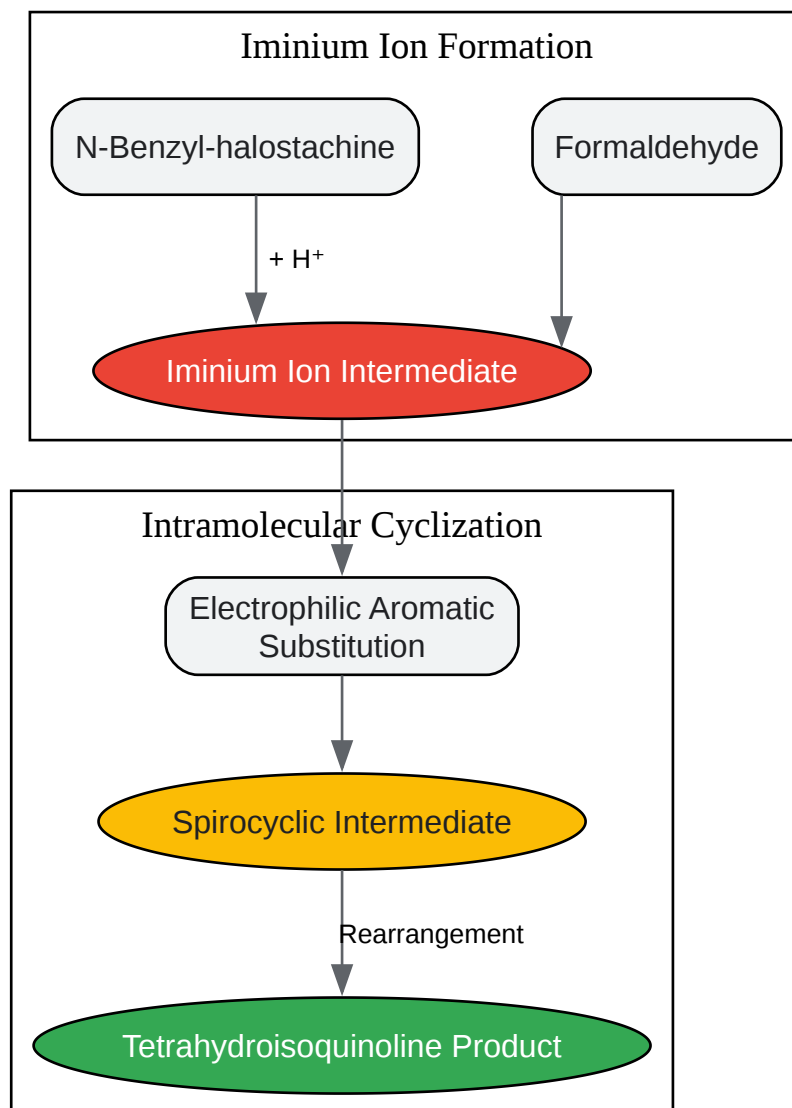 Iminium Ion Formation
N-Benzyl-halostachine
Formaldehyde
+ H⁺
Iminium Ion Intermediate
Intramolecular Cyclization
Electrophilic Aromatic
Substitution
Spirocyclic Intermediate
Rearrangement
Tetrahydroisoquinoline Product